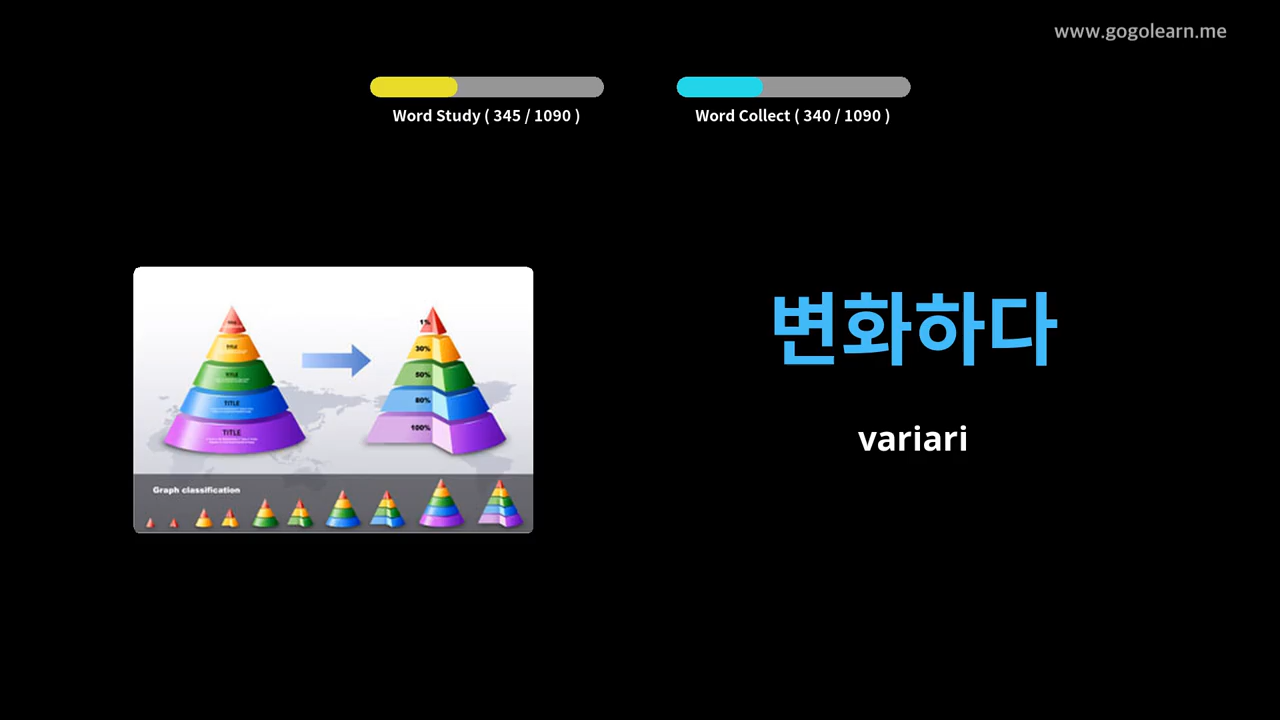 www.gogolearn.me
Word Study ( 345 / 1090 )
Word Collect ( 340 / 1090 )
변화하다
variari
TITLE
TITLE
TITLE
TITLE
1%
30%
50%
80%
100%
Graph classification